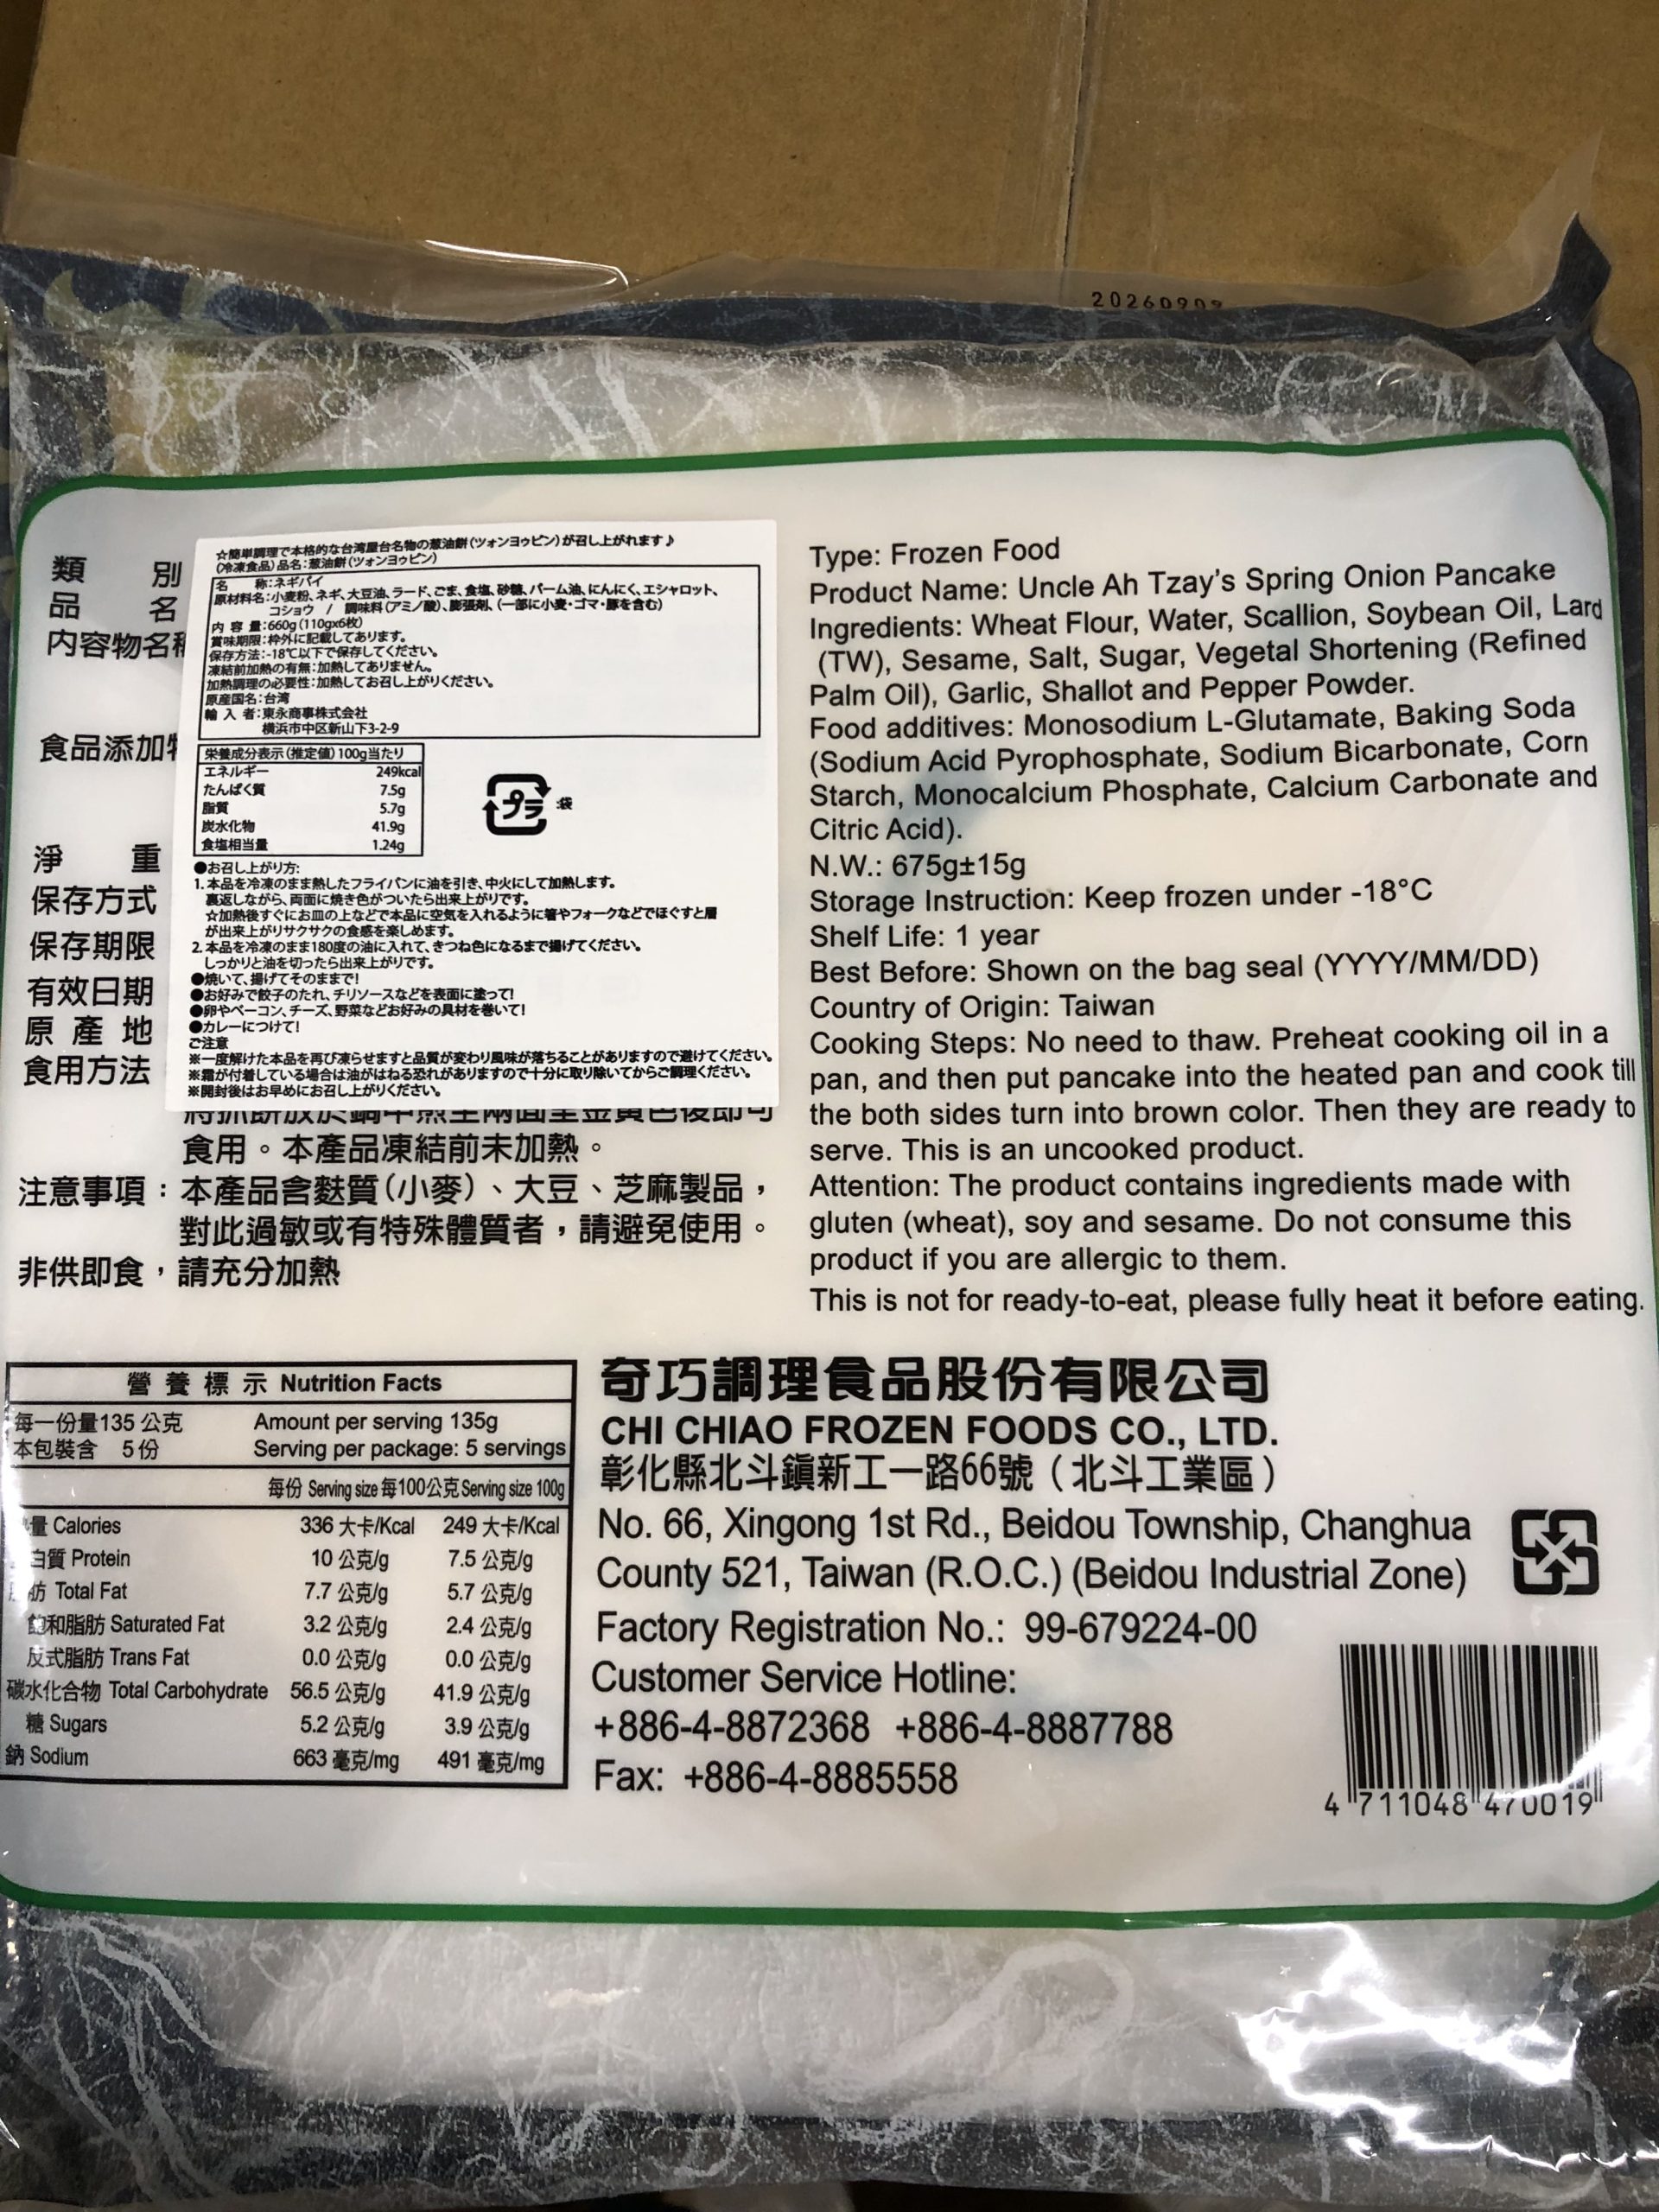 20260909
類 別
品 名
内容物名
食品添加
淨 重
保存方式
保存期限
有效日期
原 產 地
食用方法
☆簡単調理で本格的な台湾屋台名物の葱油餅(ツォンヨゥビン)が召し上がれます♪
(冷凍食品)品名:葱油餅(ツォンヨゥビン)
名 称:ネギパイ
原材料名:小麦粉、ネギ、大豆油、ラード、ごま、食塩、砂糖、パーム油、にんにく、エシャロット、
コショウ / 調味料(アミノ酸)、膨張剤、(一部に小麦・ゴマ・豚を含む)
内 容 量:660g(110gx6枚)
賞味期限:枠外に記載してあります。
保存方法:-18℃以下で保存してください。
凍結前加熱の有無:加熱してありません。
加熱調理の必要性:加熱してお召し上がりください。
原産国名:台湾
輸 入 者:東永商事株式会社
横浜市中区新山下3-2-9
栄養成分表示(推定値)100g当たり
エネルギー 249kcal
たんぱく質 7.5g
脂質 5.7g
炭水化物 41.9g
食塩相当量 1.24g
プラ 袋
●お召し上がり方:
1. 本品を冷凍のまま熱したフライパンに油を引き、中火にして加熱します。
裏返しながら、両面に焼き色がついたら出来上がりです。
☆加熱後すぐにお皿の上などで本品に空気を入れるように箸やフォークなどでほぐすと層
が出来上がりサクサクの食感を楽しめます。
2. 本品を冷凍のまま180度の油に入れて、きつね色になるまで揚げてください。
しっかりと油を切ったら出来上がりです。
●焼いて、揚げてそのままで!
●お好みで餃子のたれ、チリソースなどを表面に塗って!
●卵やベーコン、チーズ、野菜などお好みの具材を巻いて!
●カレーにつけて!
ご注意
※一度解けた本品を再び凍らせますと品質が変わり風味が落ちることがありますので避けてください。
※霜が付着している場合は油がはねる恐れがありますので十分に取り除いてからご調理ください。
※開封後はお早めにお召し上がりください。
將抓餅放於鍋中煎至兩面呈金黃色後即可
食用。本產品凍結前未加熱。
注意事項:本產品含麩質(小麥)、大豆、芝麻製品,
對此過敏或有特殊體質者,請避免使用。
非供即食,請充分加熱
Type: Frozen Food
Product Name: Uncle Ah Tzay's Spring Onion Pancake
Ingredients: Wheat Flour, Water, Scallion, Soybean Oil, Lard
(TW), Sesame, Salt, Sugar, Vegetal Shortening (Refined
Palm Oil), Garlic, Shallot and Pepper Powder.
Food additives: Monosodium L-Glutamate, Baking Soda
(Sodium Acid Pyrophosphate, Sodium Bicarbonate, Corn
Starch, Monocalcium Phosphate, Calcium Carbonate and
Citric Acid).
N.W.: 675g±15g
Storage Instruction: Keep frozen under -18°C
Shelf Life: 1 year
Best Before: Shown on the bag seal (YYYY/MM/DD)
Country of Origin: Taiwan
Cooking Steps: No need to thaw. Preheat cooking oil in a
pan, and then put pancake into the heated pan and cook till
the both sides turn into brown color. Then they are ready to
serve. This is an uncooked product.
Attention: The product contains ingredients made with
gluten (wheat), soy and sesame. Do not consume this
product if you are allergic to them.
This is not for ready-to-eat, please fully heat it before eating.
營 養 標 示 Nutrition Facts
每一份量135 公克 Amount per serving 135g
本包裝含 5份 Serving per package: 5 servings
每份 Serving size 每100公克 Serving size 100g
量 Calories 336 大卡/Kcal 249 大卡/Kcal
白質 Protein 10 公克/g 7.5 公克/g
肪 Total Fat 7.7 公克/g 5.7 公克/g
飽和脂肪 Saturated Fat 3.2 公克/g 2.4 公克/g
反式脂肪 Trans Fat 0.0 公克/g 0.0 公克/g
碳水化合物 Total Carbohydrate 56.5 公克/g 41.9 公克/g
糖 Sugars 5.2 公克/g 3.9 公克/g
鈉 Sodium 663 毫克/mg 491 毫克/mg
奇巧調理食品股份有限公司
CHI CHIAO FROZEN FOODS CO., LTD.
彰化縣北斗鎮新工一路66號(北斗工業區)
No. 66, Xingong 1st Rd., Beidou Township, Changhua
County 521, Taiwan (R.O.C.) (Beidou Industrial Zone)
Factory Registration No.: 99-679224-00
Customer Service Hotline:
+886-4-8872368 +886-4-8887788
Fax: +886-4-8885558
4 711048 470019